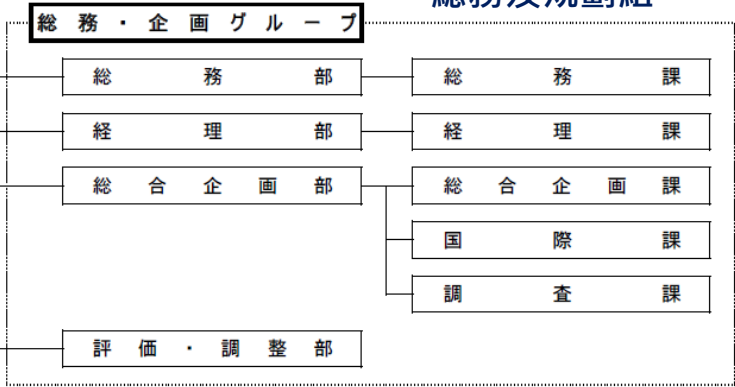 総務・企画グループ
総務部 総務課
経理部 経理課
総合企画部 総合企画課
国際課
調査課
評価・調整部